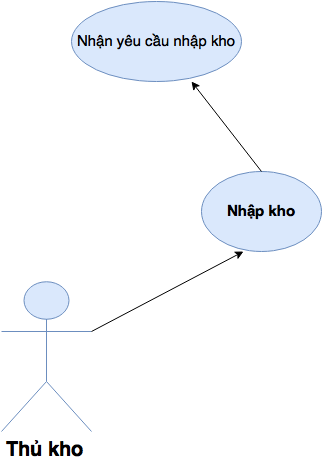 Nhận yêu cầu nhập kho
Nhập kho
Thủ kho